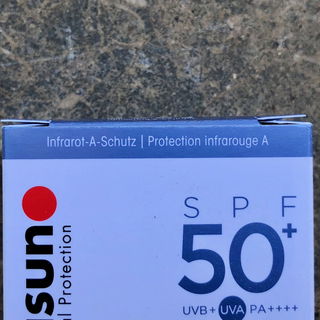 Infrarot-A-Schutz | Protection infrarouge A
SPF
50+
UVB + UVA PA++++
sun
Protection